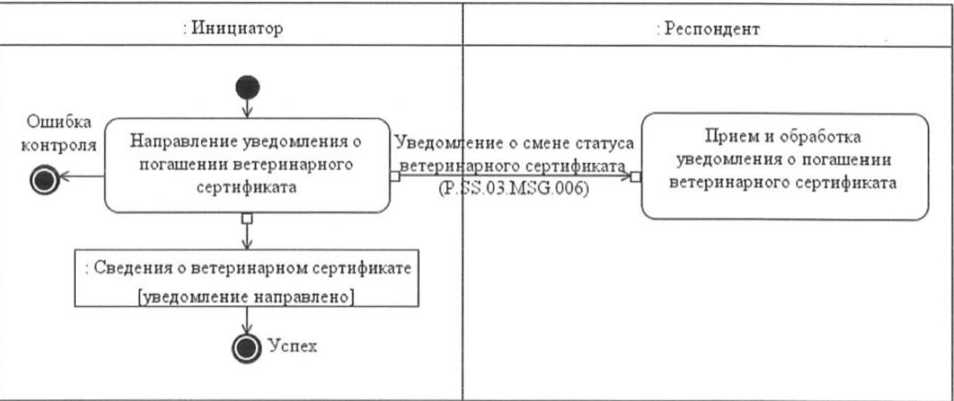 : Инициатор
: Респондент
Ошибка
контроля
Направление уведомления о
погашении ветеринарного
сертификата
Уведомление о смене статуса
ветеринарного сертификата
(P.SS.03.MSG.006)
Прием и обработка
уведомления о погашении
ветеринарного сертификата
: Сведения о ветеринарном сертификате
[уведомление направлено]
Успех